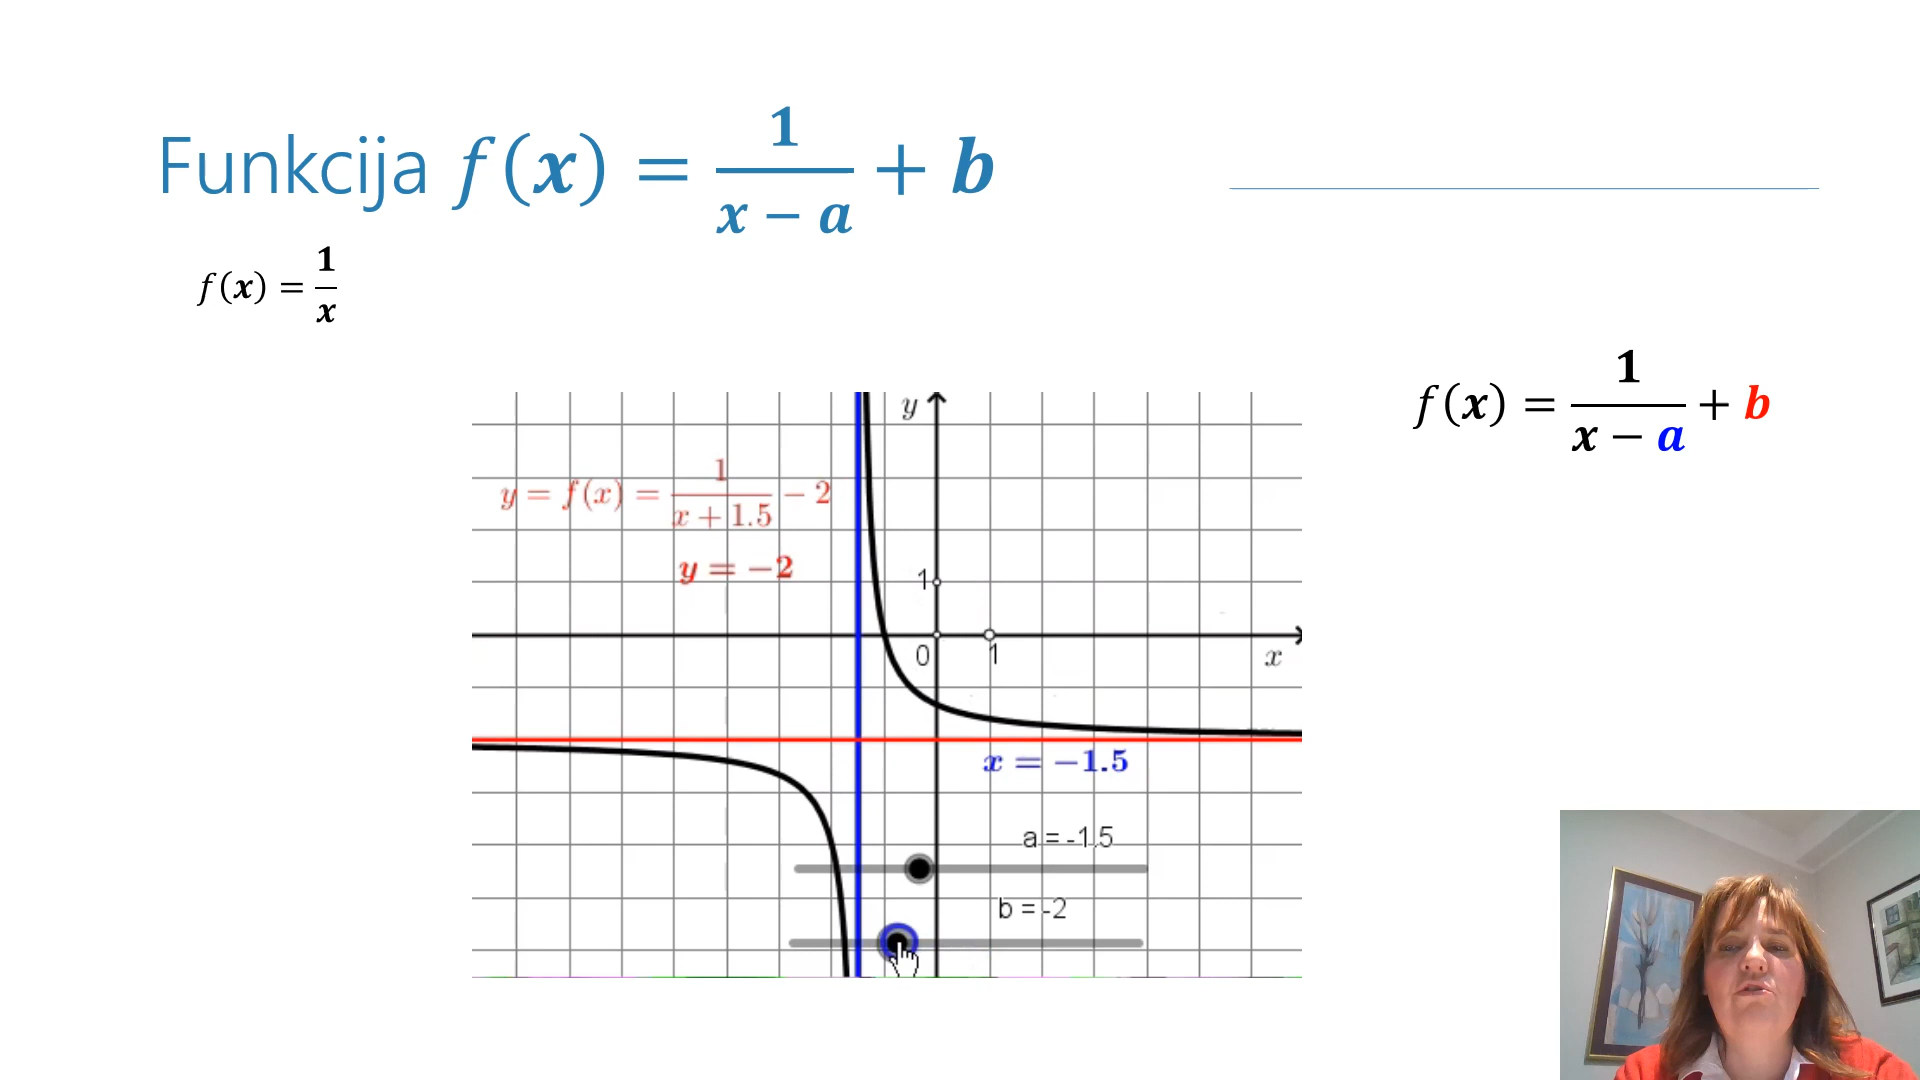 Funkcija f(x) = 1/(x − a) + b
f(x) = 1/x
f(x) = 1/(x − a) + b
y
y = f(x) = 1/(x + 1.5) − 2
y = −2
1
0
1
x
x = −1.5
a = -1.5
b = -2